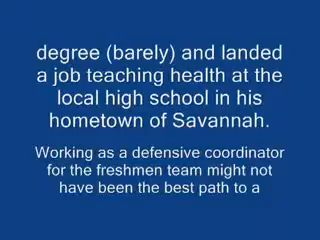 degree (barely) and landed
a job teaching health at the
local high school in his
hometown of Savannah.
Working as a defensive coordinator
for the freshmen team might not
have been the best path to a